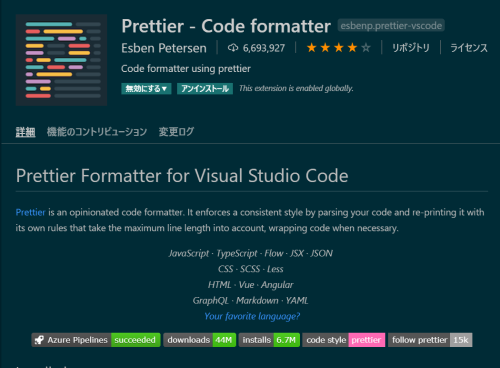 Prettier - Code formatter esbenp.prettier-vscode
Esben Petersen 6,693,927 リポジトリ ライセンス
Code formatter using prettier
無効にする▼ アンインストール This extension is enabled globally.
詳細 機能のコントリビューション 変更ログ
Prettier Formatter for Visual Studio Code
Prettier is an opinionated code formatter. It enforces a consistent style by parsing your code and re-printing it with
its own rules that take the maximum line length into account, wrapping code when necessary.
JavaScript · TypeScript · Flow · JSX · JSON
CSS · SCSS · Less
HTML · Vue · Angular
GraphQL · Markdown · YAML
Your favorite language?
Azure Pipelines succeeded downloads 44M installs 6.7M code style prettier follow prettier 15k